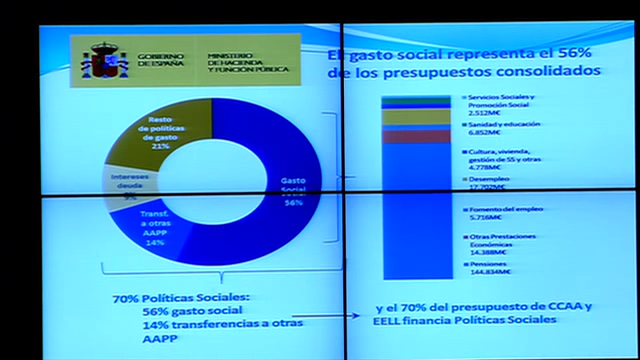 GOBIERNO
DE ESPAÑA
MINISTERIO
DE HACIENDA
Y FUNCIÓN PÚBLICA
El gasto social representa el 56%
de los presupuestos consolidados
Resto
de políticas
de gasto
21%
Intereses
deuda
9%
Transf.
a otras
AAPP
14%
Gasto
Social
56%
Servicios Sociales y
Promoción Social
2.512M€
Sanidad y educación
6.852M€
Cultura, vivienda,
gestión de SS y otras
4.778M€
Desempleo
17.702M€
Fomento del empleo
5.716M€
Otras Prestaciones
Económicas
14.388M€
Pensiones
144.834M€
70% Políticas Sociales:
56% gasto social
14% transferencias a otras
AAPP
y el 70% del presupuesto de CCAA y
EELL financia Políticas Sociales